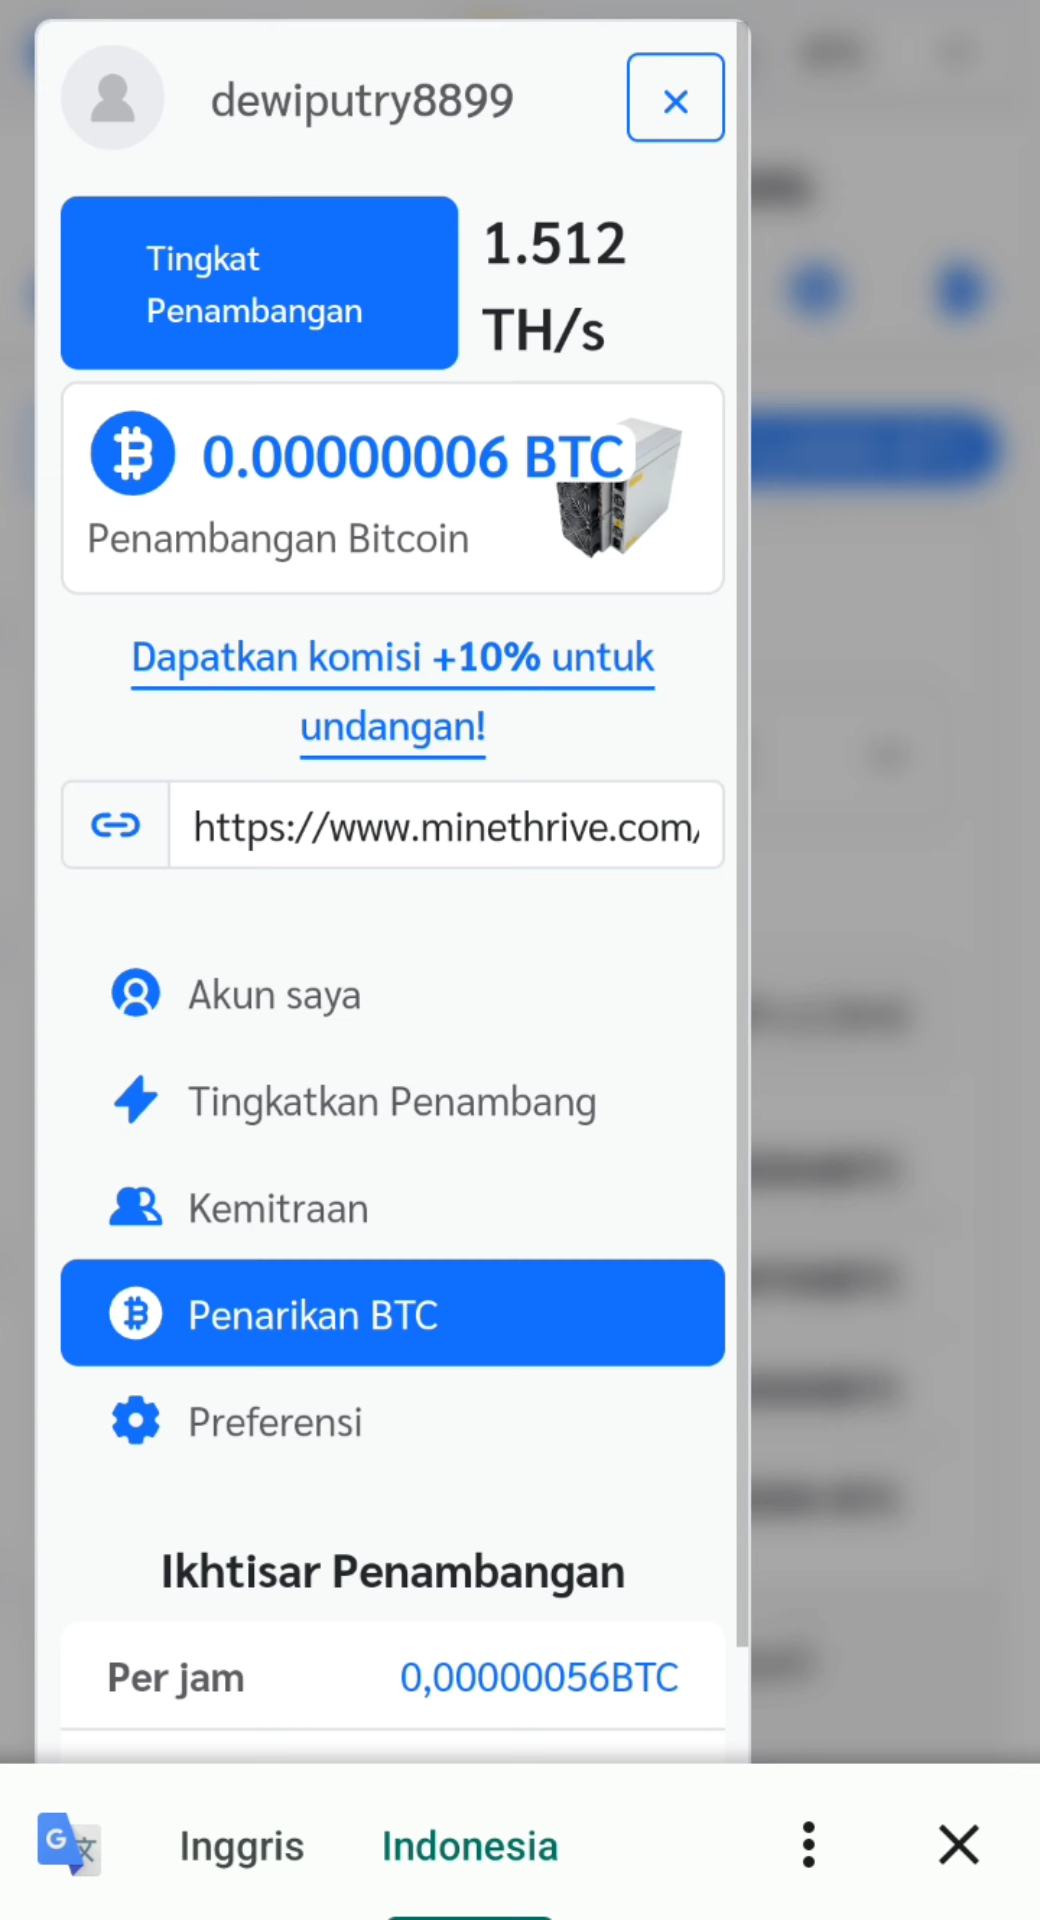 dewiputry8899
Tingkat
Penambangan
1.512
TH/s
0.00000006 BTC
Penambangan Bitcoin
Dapatkan komisi +10% untuk
undangan!
https://www.minethrive.com/
Akun saya
Tingkatkan Penambang
Kemitraan
Penarikan BTC
Preferensi
Ikhtisar Penambangan
Per jam 0,00000056BTC
G 文
Inggris Indonesia